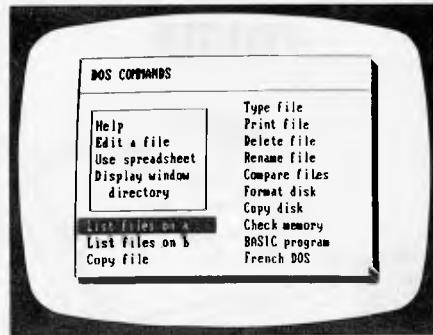 DOS COMMANDS
Help
Edit a file
Use spreadsheet
Display window
directory
List files on a
List files on b
Copy file
Type file
Print file
Delete file
Rename file
Compare files
Format disk
Copy disk
Check memory
BASIC program
French DOS